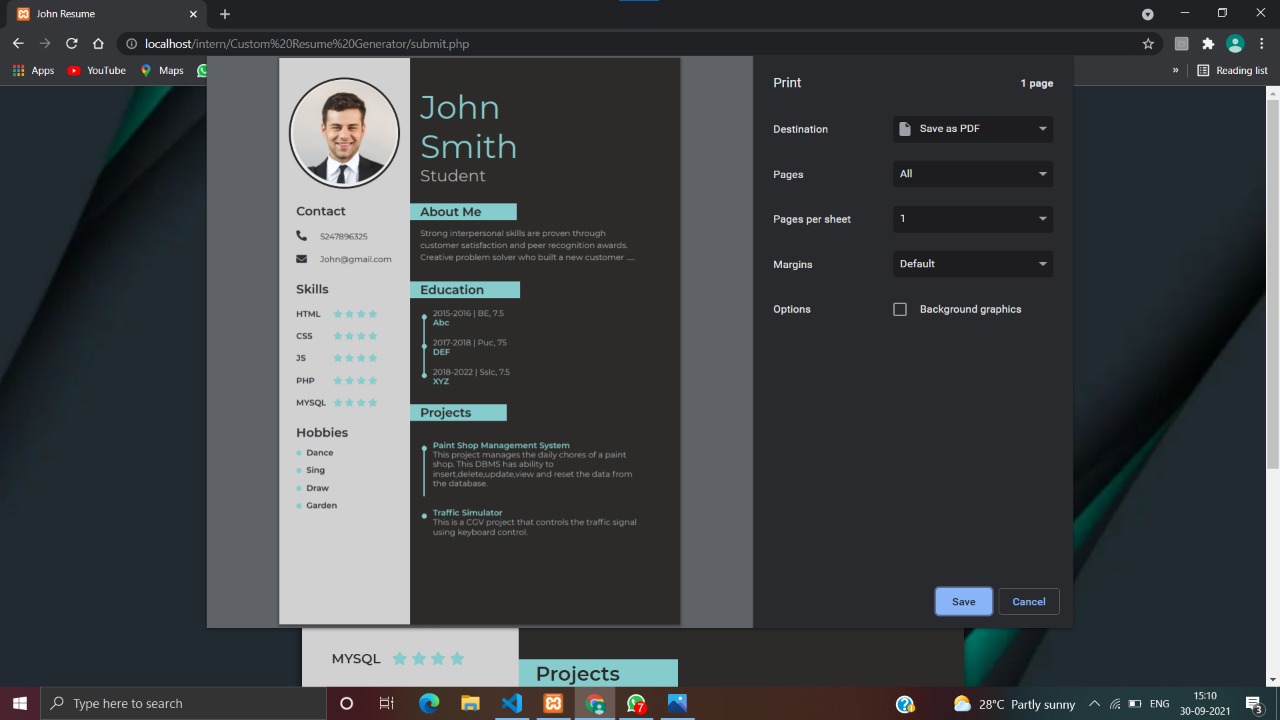 John Resume
localhost/intern/Custom%20Resume%20Generator/submit.php
Apps
YouTube
Maps
»
Reading list
John
Smith
Student
Contact
5247896325
John@gmail.com
Skills
HTML
CSS
JS
PHP
MYSQL
Hobbies
Dance
Sing
Draw
Garden
About Me
Strong interpersonal skills are proven through
customer satisfaction and peer recognition awards.
Creative problem solver who built a new customer .....
Education
2015-2016 | BE, 7.5
Abc
2017-2018 | Puc, 75
DEF
2018-2022 | Sslc, 7.5
XYZ
Projects
Paint Shop Management System
This project manages the daily chores of a paint
shop. This DBMS has ability to
insert,delete,update,view and reset the data from
the database.
Traffic Simulator
This is a CGV project that controls the traffic signal
using keyboard control.
Print
1 page
Destination
Save as PDF
Pages
All
Pages per sheet
1
Margins
Default
Options
Background graphics
Save
Cancel
MYSQL
Projects
Type here to search
7
28°C Partly sunny
ENG
15:10
30-09-2021
3